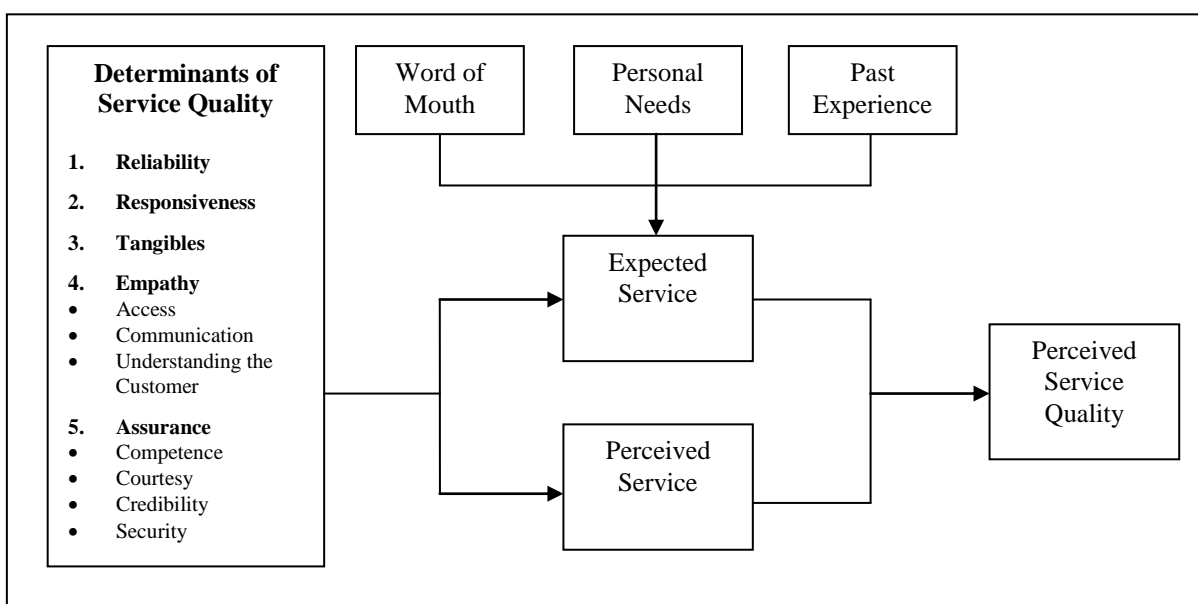 Determinants of
Service Quality
1. Reliability
2. Responsiveness
3. Tangibles
4. Empathy
• Access
• Communication
• Understanding the
Customer
5. Assurance
• Competence
• Courtesy
• Credibility
• Security
Word of
Mouth
Personal
Needs
Past
Experience
Expected
Service
Perceived
Service
Perceived
Service
Quality